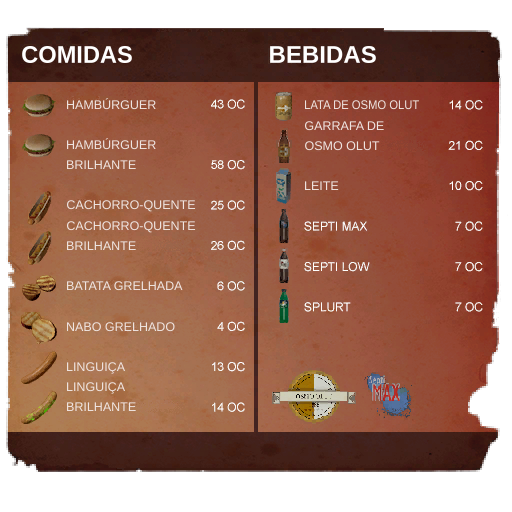 COMIDAS
HAMBÚRGUER 43 OC
HAMBÚRGUER
BRILHANTE 58 OC
CACHORRO-QUENTE 25 OC
CACHORRO-QUENTE
BRILHANTE 26 OC
BATATA GRELHADA 6 OC
NABO GRELHADO 4 OC
LINGUIÇA 13 OC
LINGUIÇA
BRILHANTE 14 OC
BEBIDAS
LATA DE OSMO OLUT 14 OC
GARRAFA DE
OSMO OLUT 21 OC
LEITE 10 OC
SEPTI MAX 7 OC
SEPTI LOW 7 OC
SPLURT 7 OC
OSMO OLUT
Septi
MAX